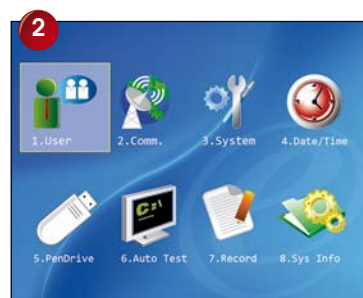 2
1.User 2.Comm. 3.System 4.Date/Time
C:\
5.PenDrive 6.Auto Test 7.Record 8.Sys Info